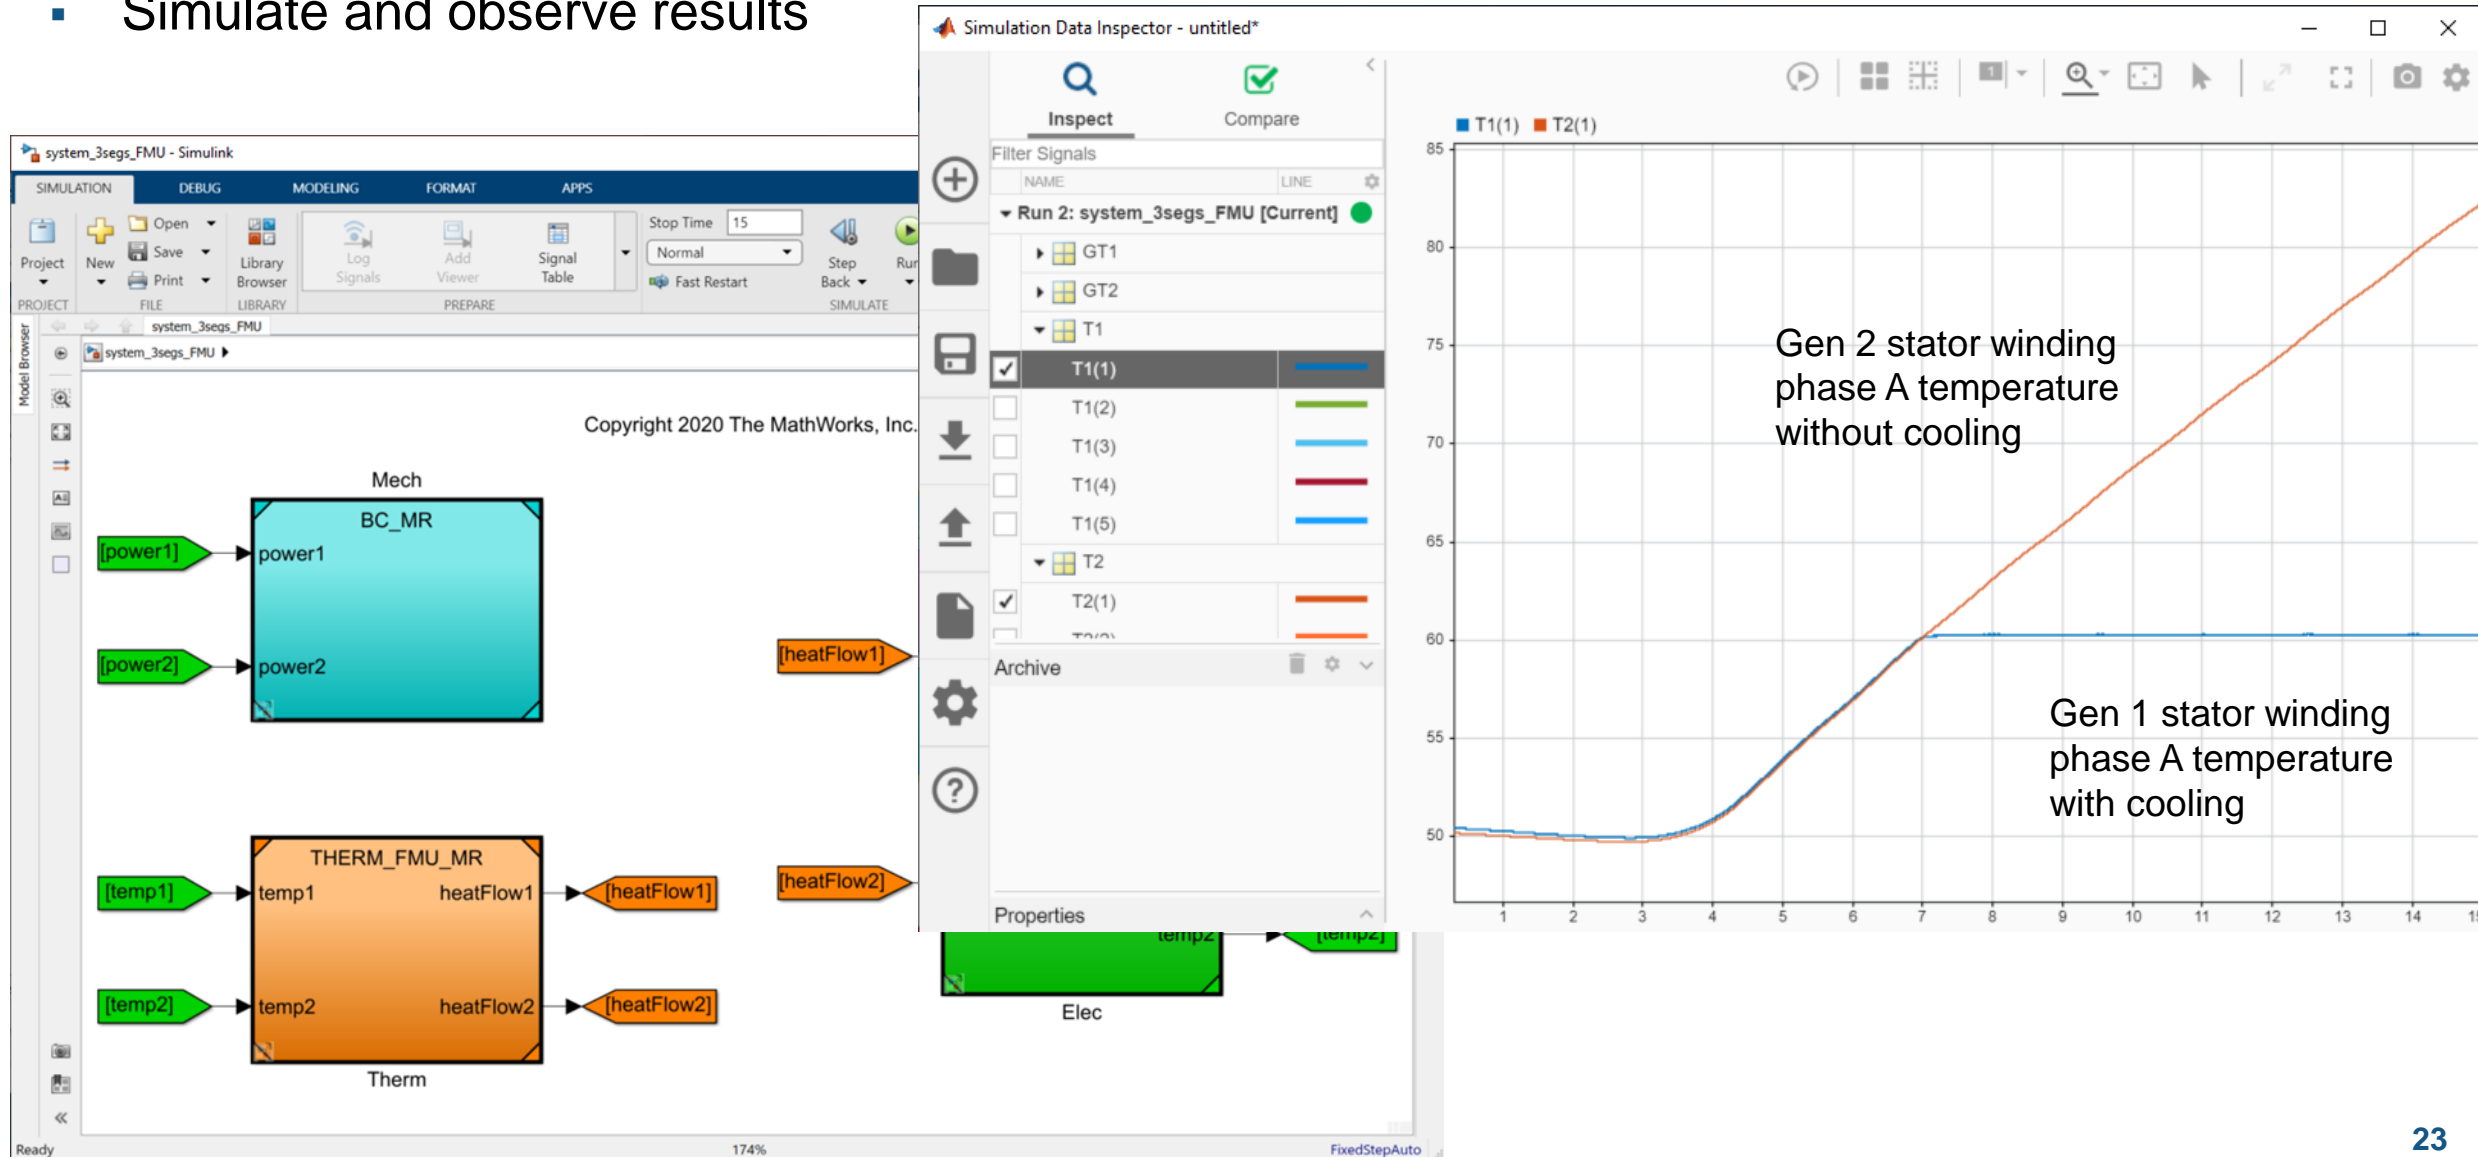 Simulate and observe results
system_3segs_FMU - Simulink
SIMULATION DEBUG MODELING FORMAT APPS
Project
New
Open
Save
Print
Library
Browser
Log
Signals
Add
Viewer
Signal
Table
Stop Time 15
Normal
Fast Restart
Step
Back
Run
PROJECT FILE LIBRARY PREPARE SIMULATE
Model Browser
system_3segs_FMU
system_3segs_FMU
Copyright 2020 The MathWorks, Inc.
Mech
BC_MR
[power1] power1
[power2] power2
[heatFlow1]
THERM_FMU_MR
[temp1] temp1 heatFlow1 [heatFlow1]
[heatFlow2]
[temp2] temp2 heatFlow2 [heatFlow2]
Therm
temp2 [temp2]
Elec
Ready 174% FixedStepAuto
Simulation Data Inspector - untitled*
Inspect Compare
Filter Signals
NAME LINE
Run 2: system_3segs_FMU [Current]
GT1
GT2
T1
T1(1)
T1(2)
T1(3)
T1(4)
T1(5)
T2
T2(1)
Archive
Properties
1
T1(1) T2(1)
85
80
75
70
65
60
55
50
1 2 3 4 5 6 7 8 9 10 11 12 13 14
Gen 2 stator winding
phase A temperature
without cooling
Gen 1 stator winding
phase A temperature
with cooling
23